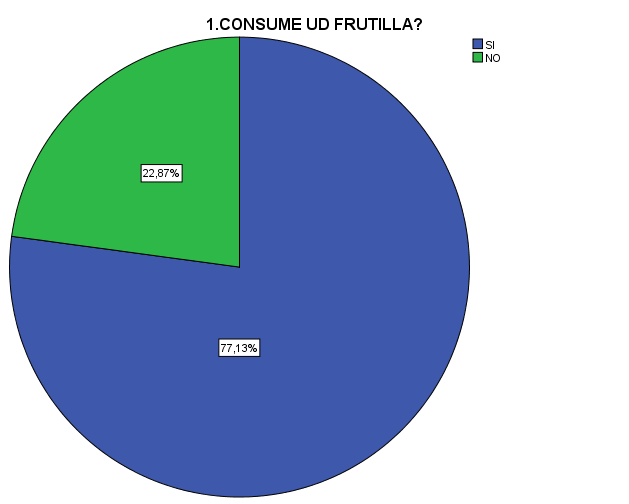 1.CONSUME UD FRUTILLA?
SI
NO
22,87%
77,13%